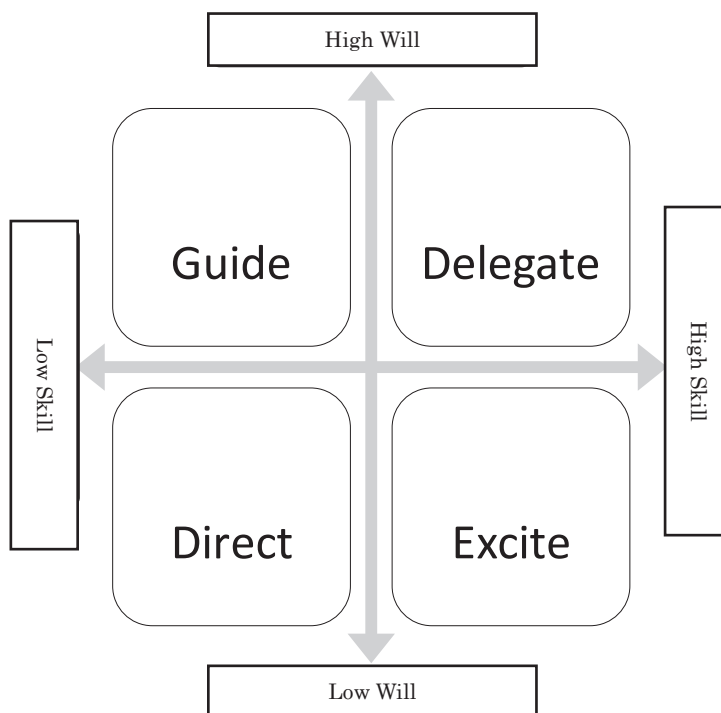 High Will
Guide
Delegate
Low Skill
High Skill
Direct
Excite
Low Will